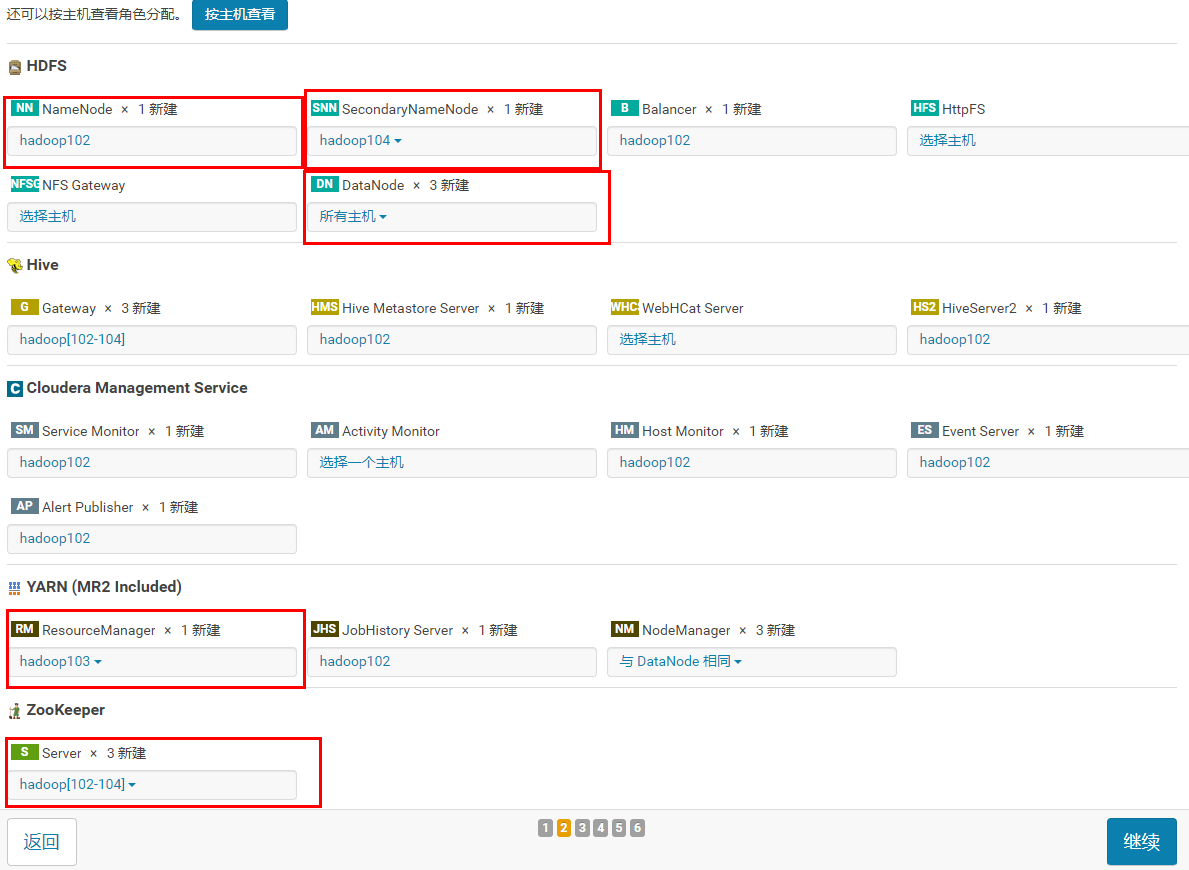 还可以按主机查看角色分配。 按主机查看
HDFS
NN NameNode × 1 新建 SNN SecondaryNameNode × 1 新建 B Balancer × 1 新建 HFS HttpFS
hadoop102 hadoop104 hadoop102 选择主机
NFSG NFS Gateway DN DataNode × 3 新建
选择主机 所有主机
Hive
G Gateway × 3 新建 HMS Hive Metastore Server × 1 新建 WHC WebHCat Server HS2 HiveServer2 × 1 新建
hadoop[102-104] hadoop102 选择主机 hadoop102
C Cloudera Management Service
SM Service Monitor × 1 新建 AM Activity Monitor HM Host Monitor × 1 新建 ES Event Server × 1 新建
hadoop102 选择一个主机 hadoop102 hadoop102
AP Alert Publisher × 1 新建
hadoop102
YARN (MR2 Included)
RM ResourceManager × 1 新建 JHS JobHistory Server × 1 新建 NM NodeManager × 3 新建
hadoop103 hadoop102 与 DataNode 相同
ZooKeeper
S Server × 3 新建
hadoop[102-104]
返回 1 2 3 4 5 6 继续